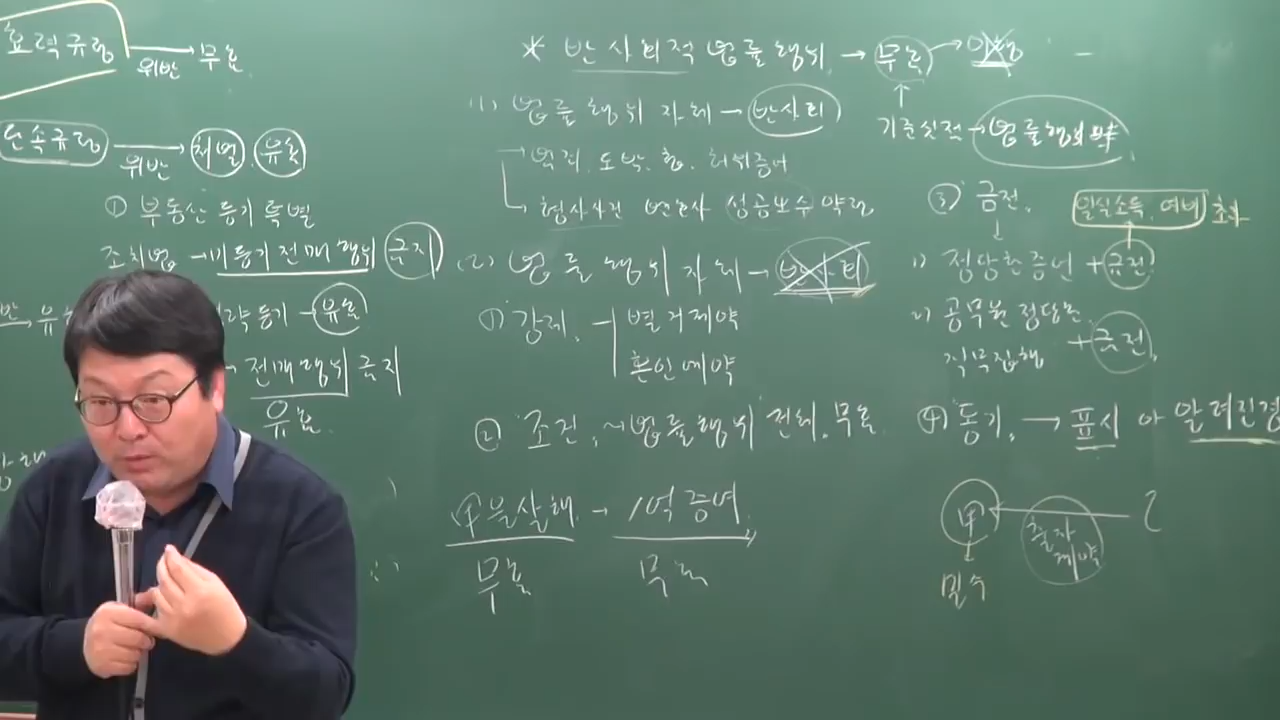 효력규정 위반 → 무효
단속규정 위반 → 처벌, 유효
① 부동산 등기 특별
조치법 → 미등기 전매 행위 금지
등기 → 유효
→ 전매행위 금지
유효
* 반사회적 법률행위 → 무효 →
(1) 법률행위 자체 → 반사회
→ 도박, 허위증언
→ 형사사건 변호사 성공보수약정
(2) 법률행위 자체 → 반사회
① 강제, 별거계약
혼인예약
② 조건, ~법률행위 전체, 무효
甲을살해 → 1억 증여
무효 무효
기준시점 → 법률행위
③ 금전, 일실소득, 여비 초과
↓
1) 정당한증언 + 금전
2) 공무원 정당한
직무집행 + 금전,
④ 동기, → 표시 or 알려진경
甲 ← 출자계약 乙
밀수